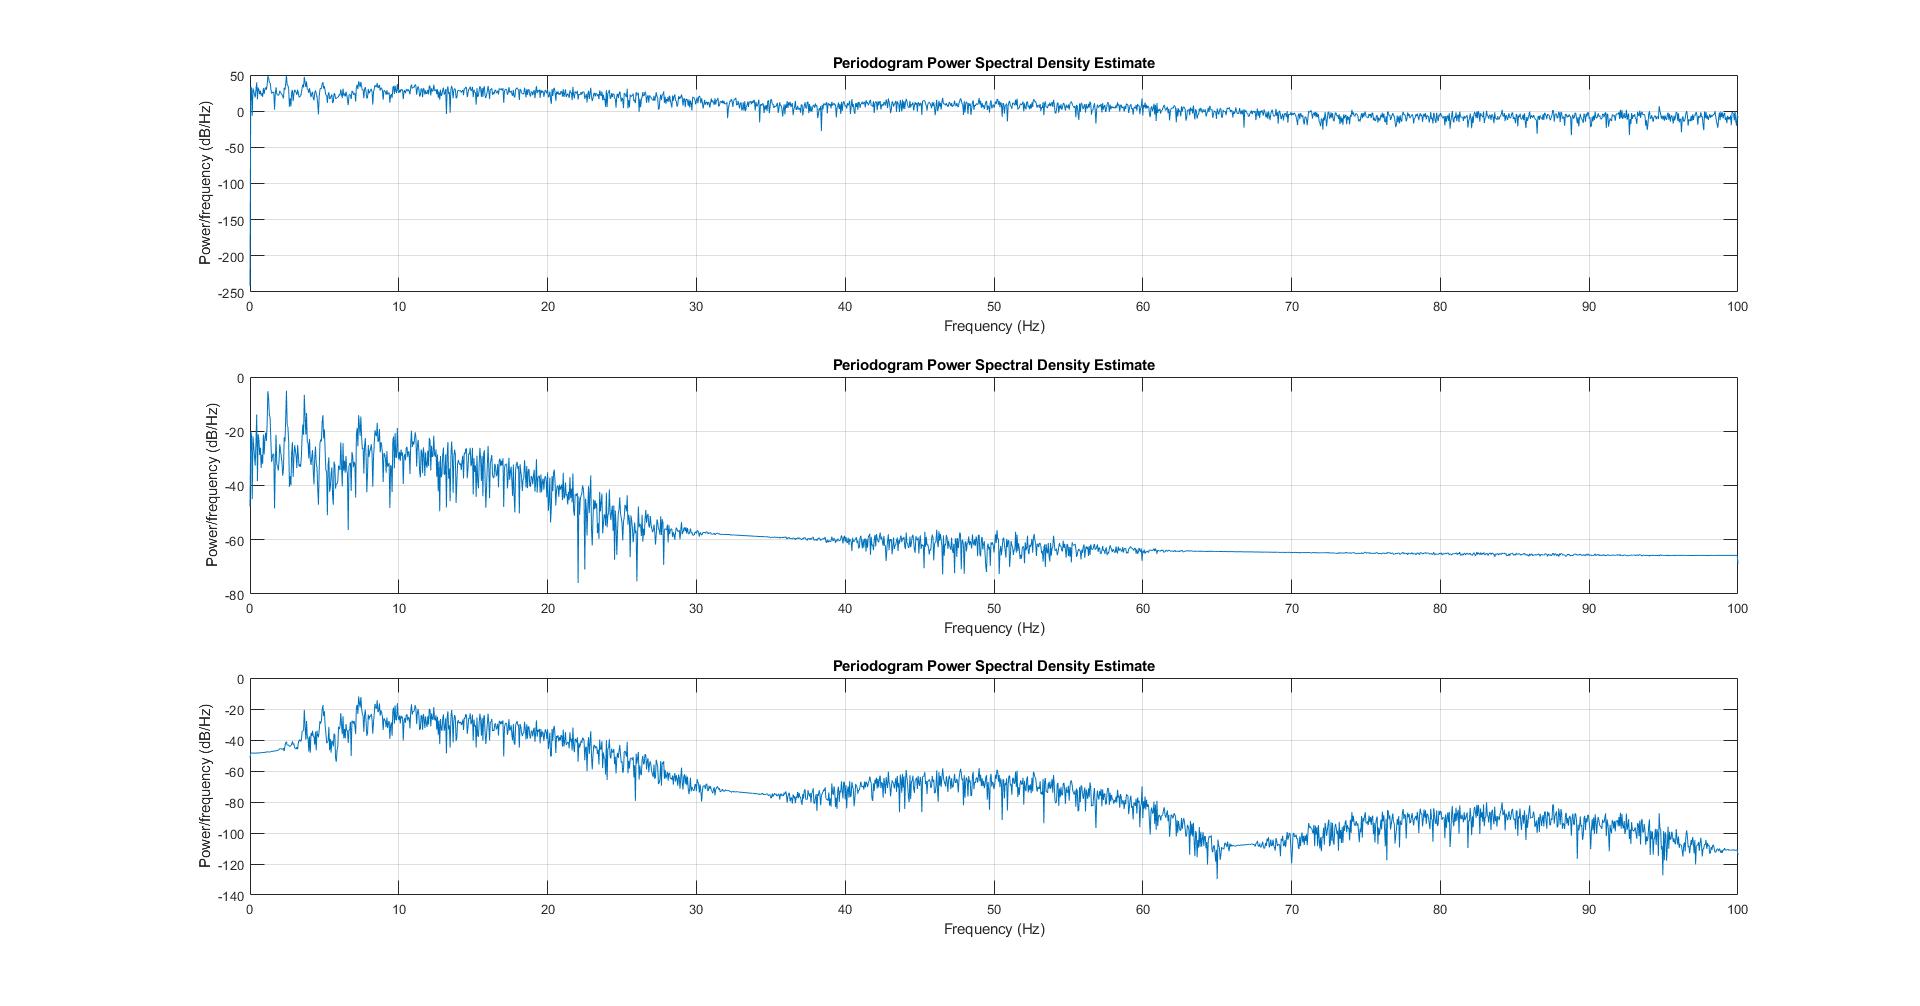 Periodogram Power Spectral Density Estimate
Power/frequency (dB/Hz)
50
0
-50
-100
-150
-200
-250
0 10 20 30 40 50 60 70 80 90 100
Frequency (Hz)
Periodogram Power Spectral Density Estimate
Power/frequency (dB/Hz)
0
-20
-40
-60
-80
0 10 20 30 40 50 60 70 80 90 100
Frequency (Hz)
Periodogram Power Spectral Density Estimate
Power/frequency (dB/Hz)
0
-20
-40
-60
-80
-100
-120
-140
0 10 20 30 40 50 60 70 80 90 100
Frequency (Hz)